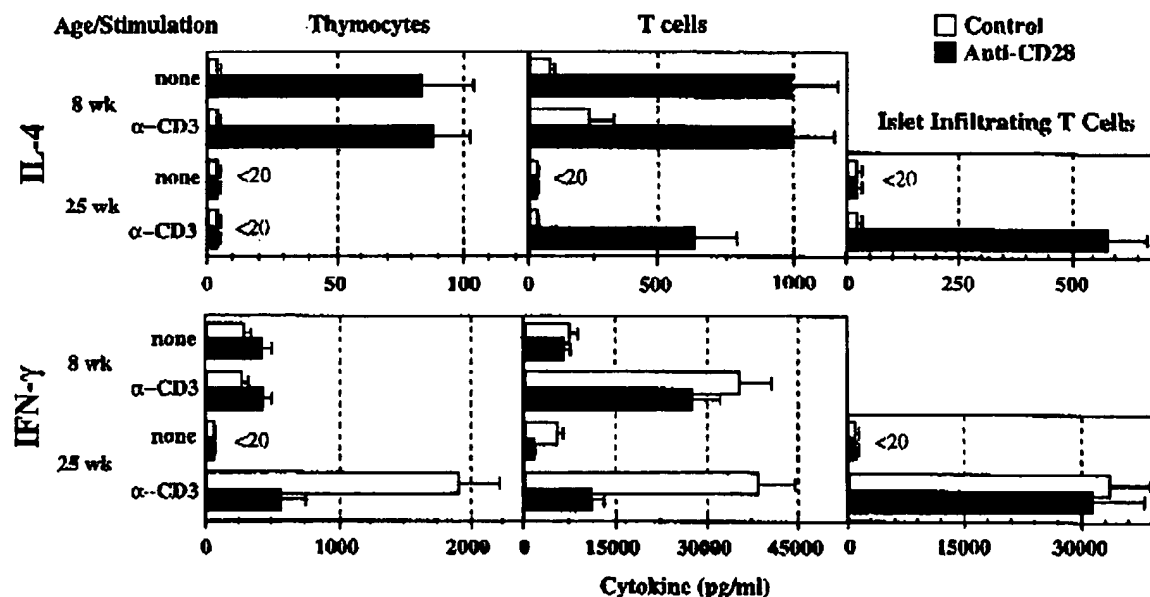 Age/Stimulation Thymocytes T cells
Control
Anti-CD28
Islet Infiltrating T Cells
IL-4
8 wk
none
α-CD3
25 wk
none <20 <20 <20
α-CD3 <20
0 50 100 0 500 1000 0 250 500
IFN-γ
8 wk
none
α-CD3
25 wk
none <20 <20
α-CD3
0 1000 2000 0 15000 30000 45000 0 15000 30000
Cytokine (pg/ml)